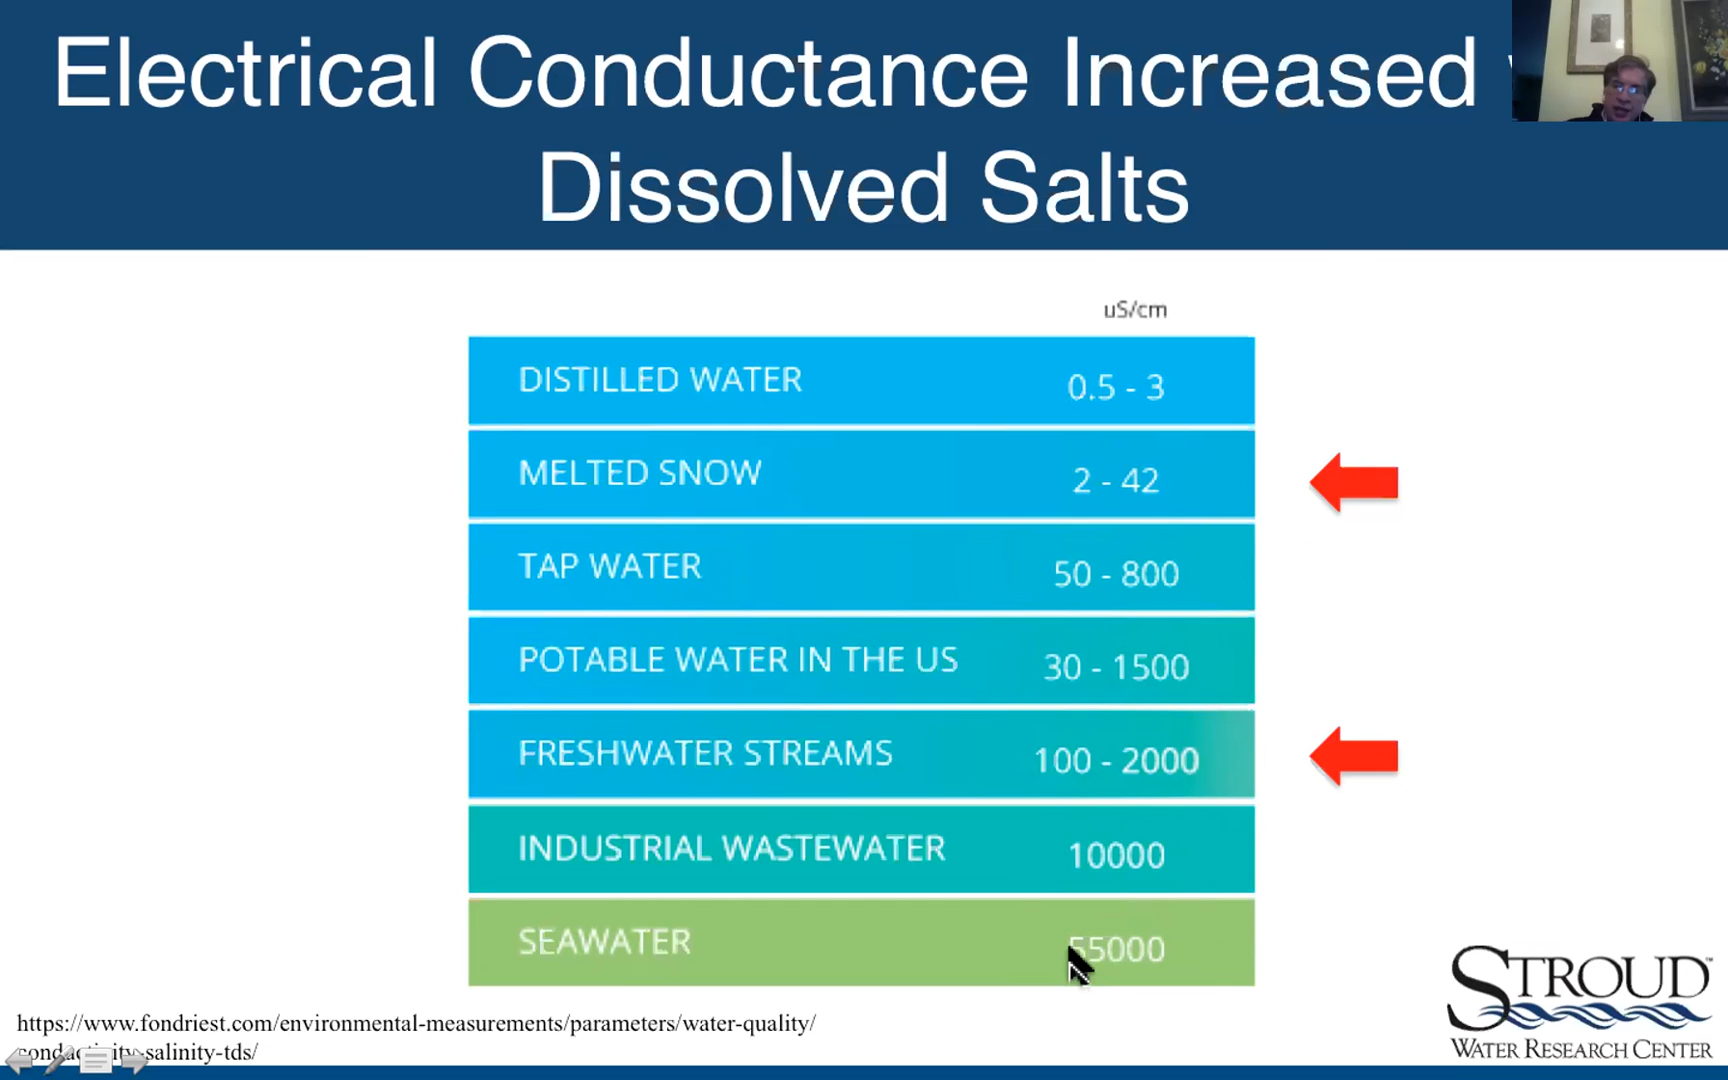 Electrical Conductance Increased
Dissolved Salts
uS/cm
DISTILLED WATER 0.5 - 3
MELTED SNOW 2 - 42
TAP WATER 50 - 800
POTABLE WATER IN THE US 30 - 1500
FRESHWATER STREAMS 100 - 2000
INDUSTRIAL WASTEWATER 10000
SEAWATER 55000
https://www.fondriest.com/environmental-measurements/parameters/water-quality/
conductivity-salinity-tds/
STROUD™
WATER RESEARCH CENTER